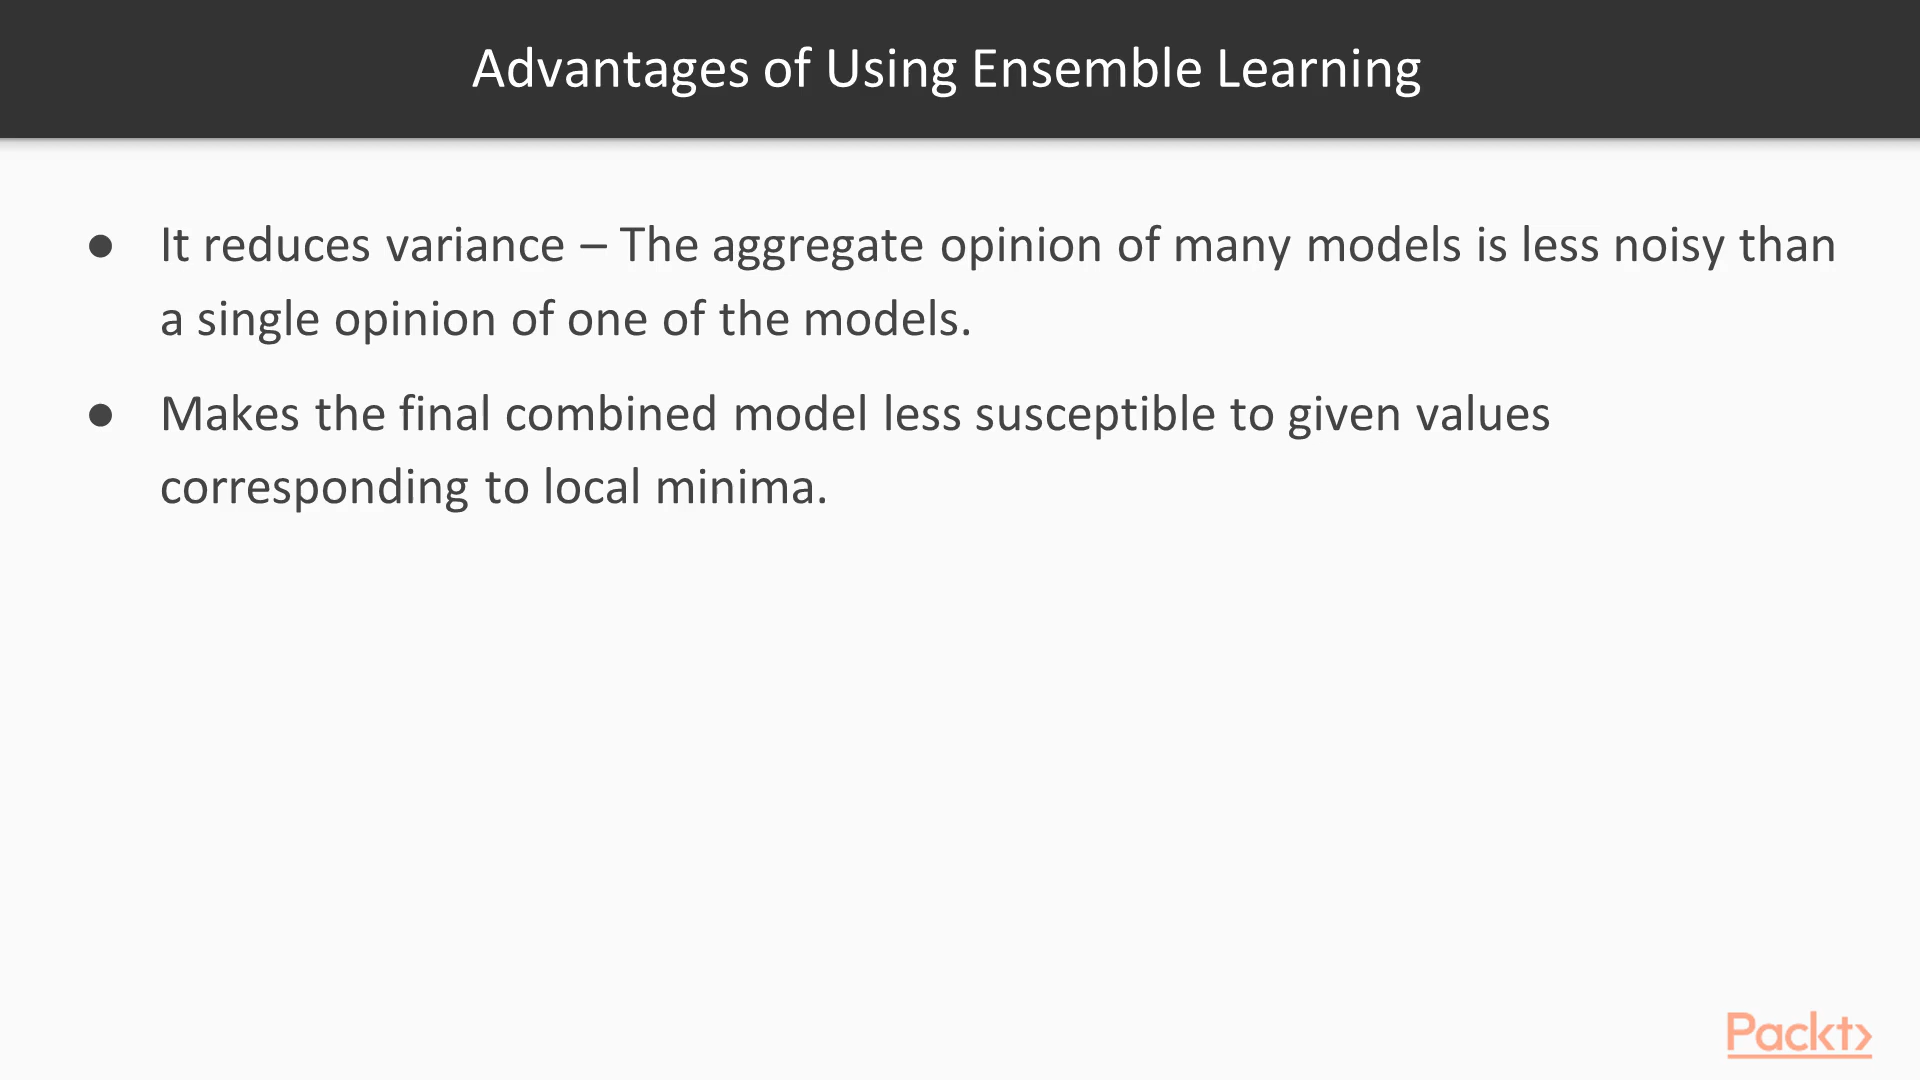 Advantages of Using Ensemble Learning
● It reduces variance – The aggregate opinion of many models is less noisy than
a single opinion of one of the models.
● Makes the final combined model less susceptible to given values
corresponding to local minima.
Packt>